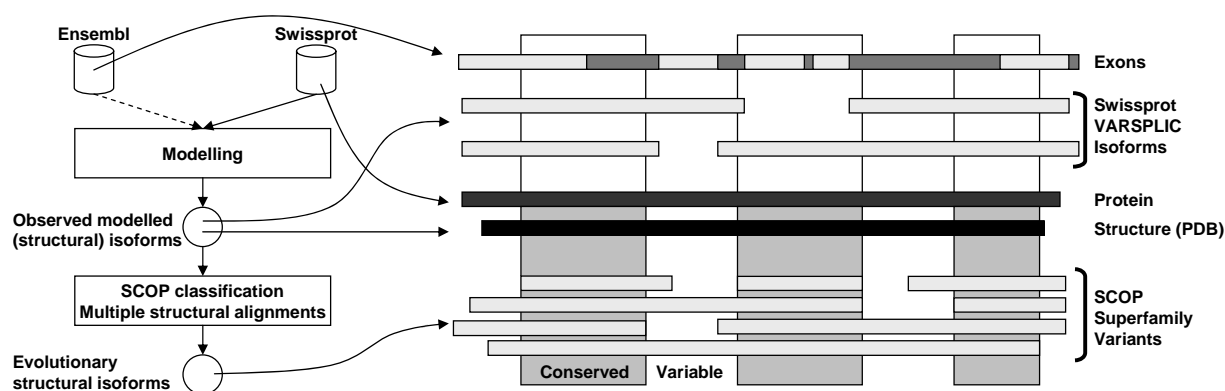 Ensembl
Swissprot
Modelling
Observed modelled
(structural) isoforms
SCOP classification
Multiple structural alignments
Evolutionary
structural isoforms
Exons
Swissprot
VARSPLIC
Isoforms
Protein
Structure (PDB)
SCOP
Superfamily
Variants
Conserved
Variable